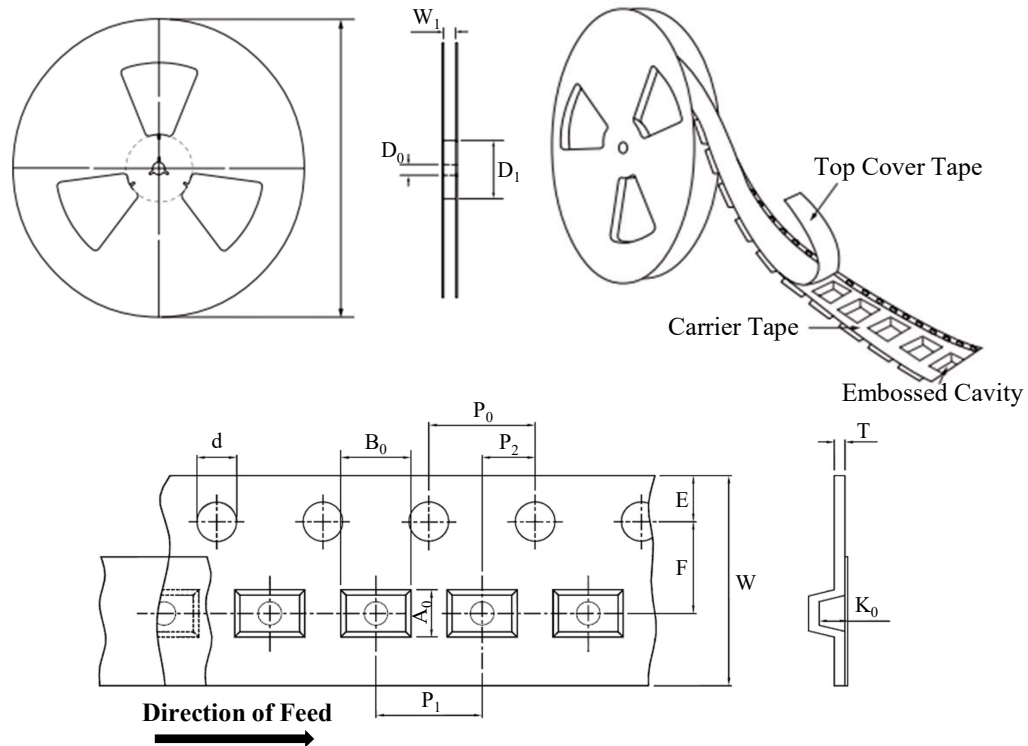 W₁
D₀
D₁
Top Cover Tape
Carrier Tape
Embossed Cavity
P₀
T
d
B₀
P₂
E
F
W
A₀
K₀
P₁
Direction of Feed